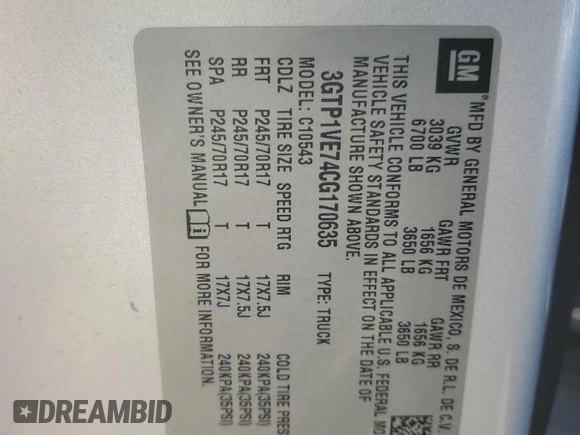 GM
®MFD BY GENERAL MOTORS DE MEXICO, S. DE R.L. DE C.V.
GVWR GAWR FRT GAWR RR
3039 KG 1656 KG 1656 KG
6700 LB 3650 LB 3650 LB
THIS VEHICLE CONFORMS TO ALL APPLICABLE U.S. FEDERAL MO
VEHICLE SAFETY STANDARDS IN EFFECT ON THE DATE OF
MANUFACTURE SHOWN ABOVE.
3GTP1VE74CG170635 TYPE: TRUCK
MODEL: C10543
CDLZ TIRE SIZE SPEED RTG RIM COLD TIRE PRES
FRT P245/70R17 T 17X7.5J 240KPA(35PSI)
RR P245/70R17 T 17X7.5J 240KPA(35PSI)
SPA P245/70R17 T 17X7J 240KPA(35PSI)
SEE OWNER'S MANUAL i FOR MORE INFORMATION.
DREAMBID